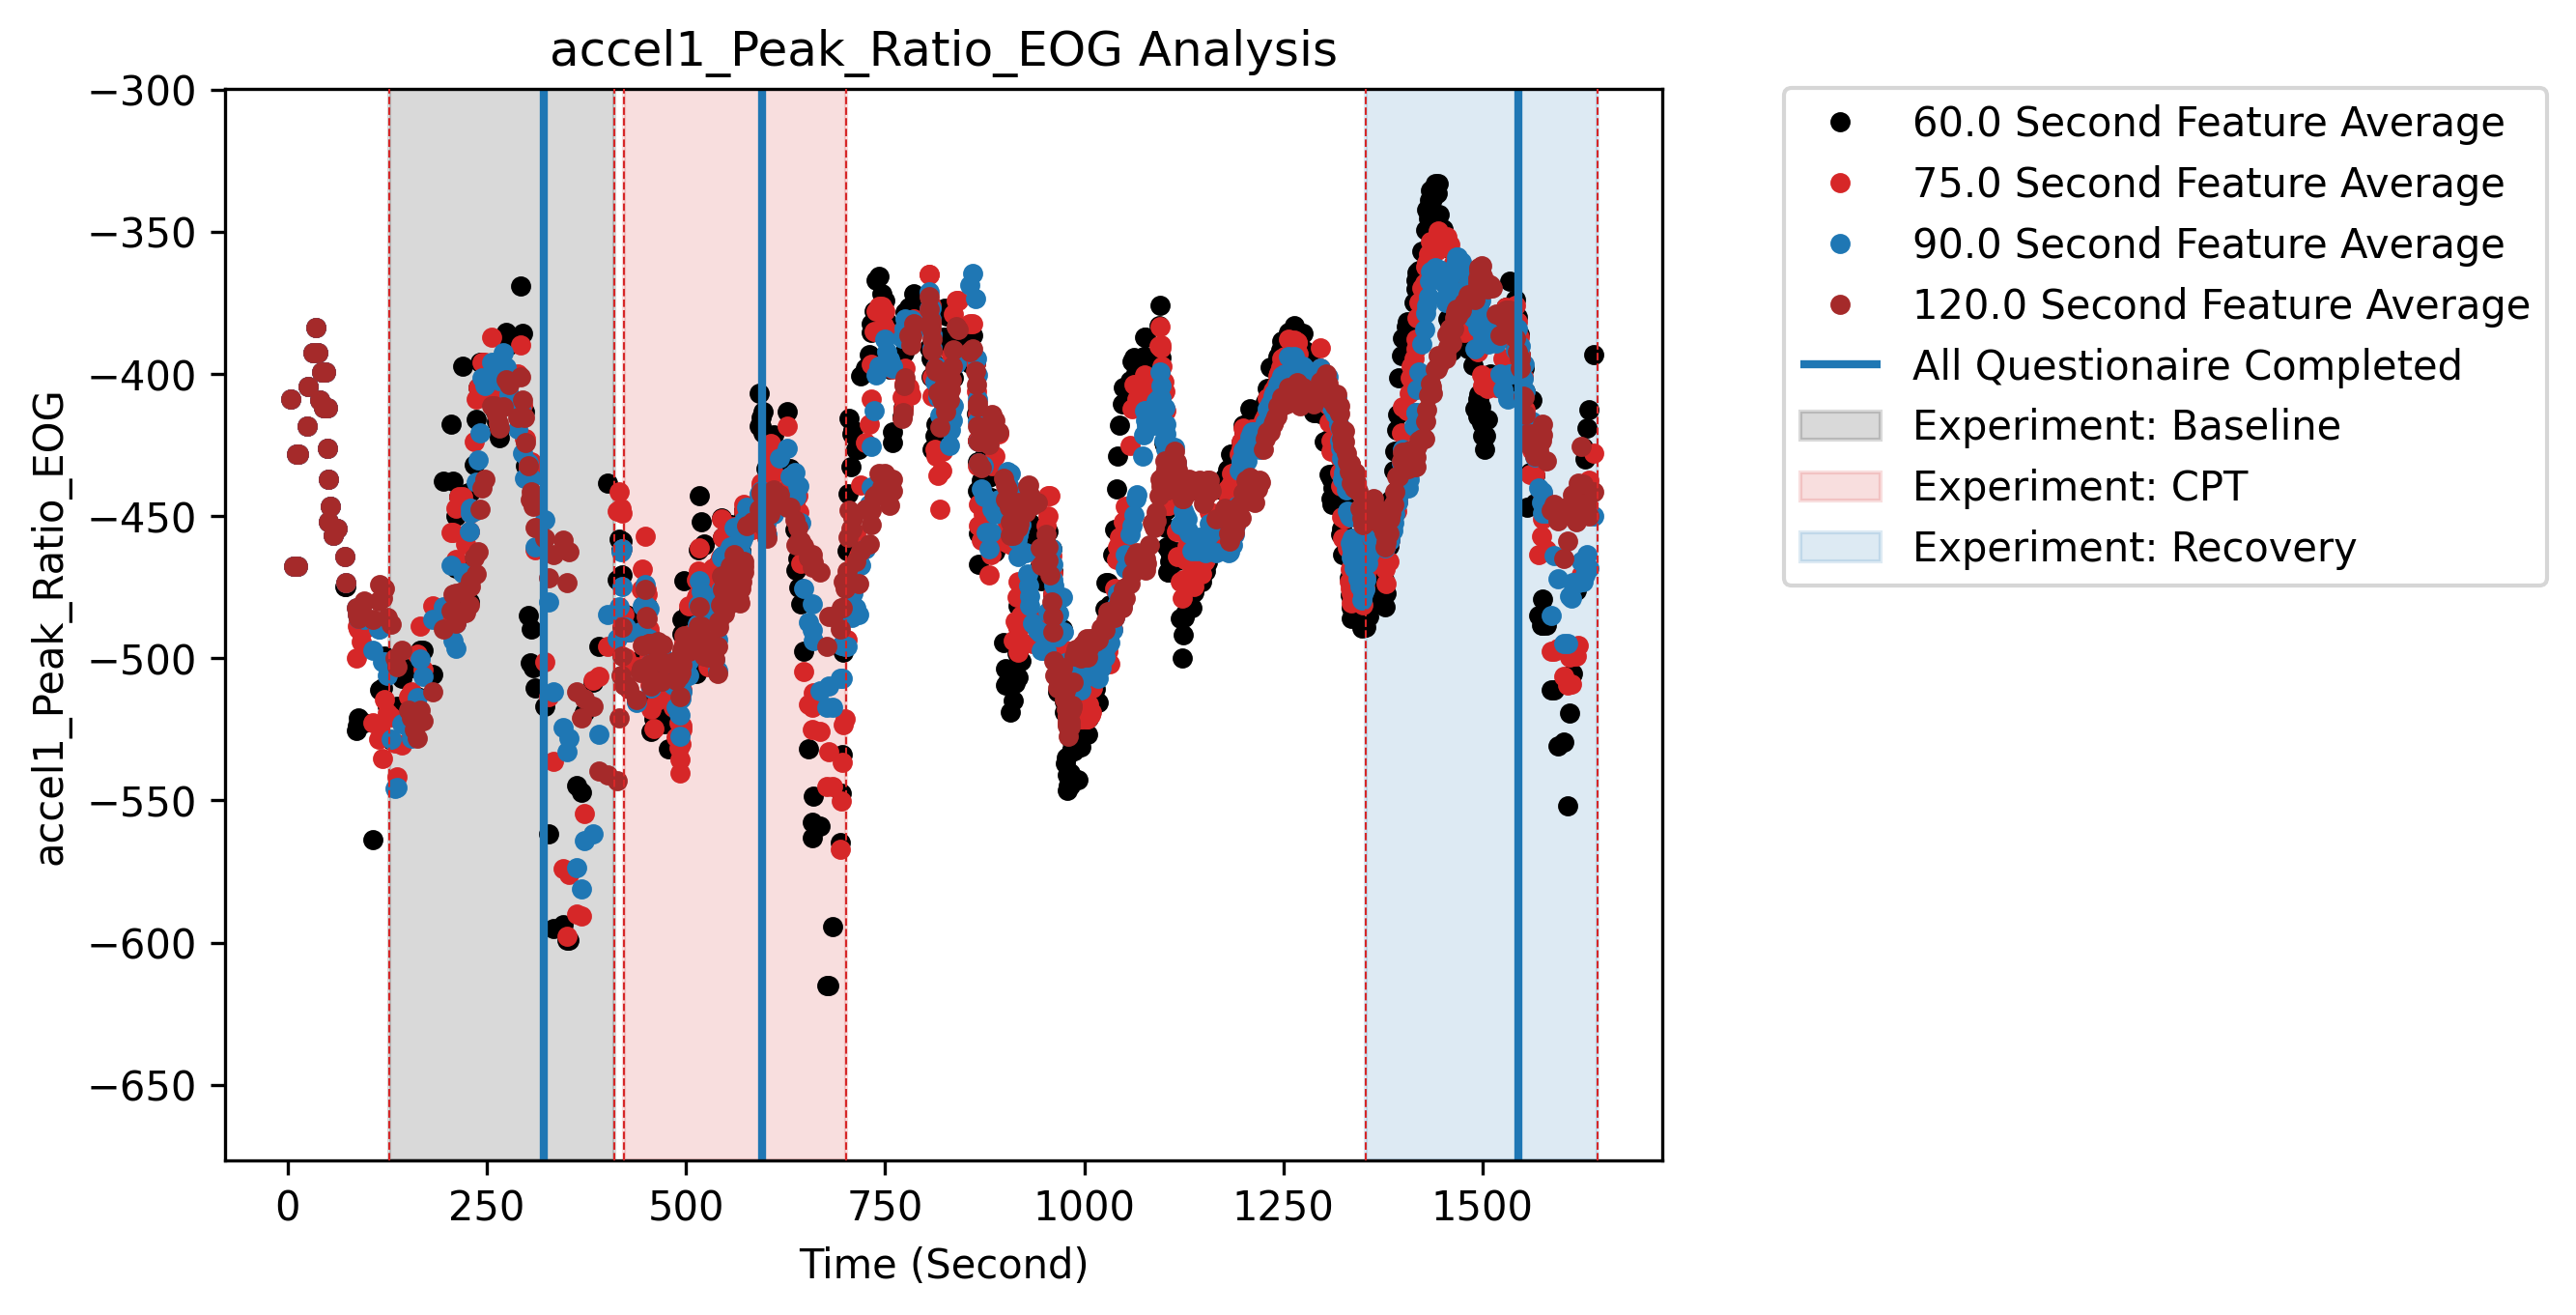 accel1_Peak_Ratio_EOG Analysis
accel1_Peak_Ratio_EOG
−300
−350
−400
−450
−500
−550
−600
−650
0
250
500
750
1000
1250
1500
Time (Second)
60.0 Second Feature Average
75.0 Second Feature Average
90.0 Second Feature Average
120.0 Second Feature Average
All Questionaire Completed
Experiment: Baseline
Experiment: CPT
Experiment: Recovery